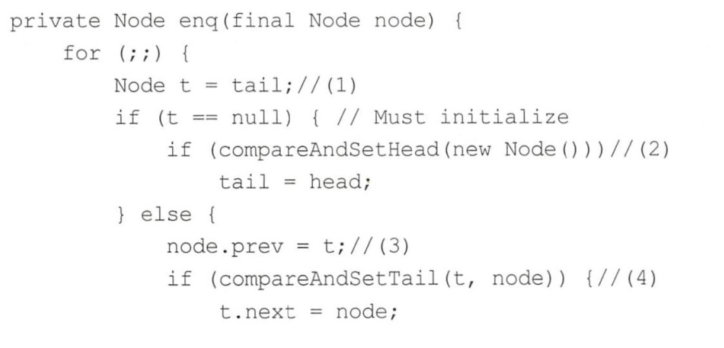 private Node enq(final Node node) {
    for (;;) {
        Node t = tail;//(1)
        if (t == null) { // Must initialize
            if (compareAndSetHead(new Node()))//(2)
                tail = head;
        } else {
            node.prev = t;//(3)
            if (compareAndSetTail(t, node)) {//(4)
                t.next = node;